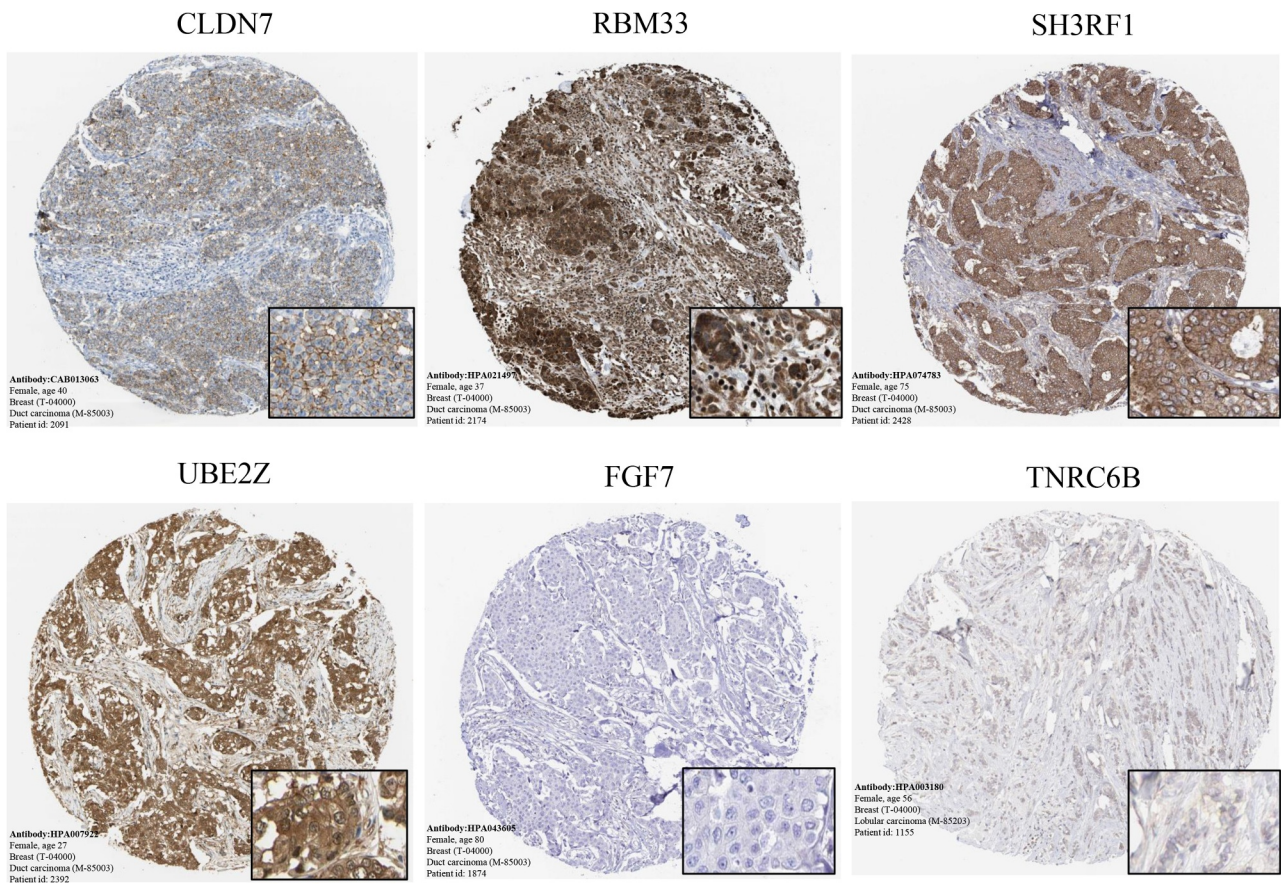 CLDN7
RBM33
SH3RF1
Antibody:CAB013063
Female, age 40
Breast (T-04000)
Duct carcinoma (M-85003)
Patient id: 2091
Antibody:HPA021497
Female, age 37
Breast (T-04000)
Duct carcinoma (M-85003)
Patient id: 2174
Antibody:HPA074783
Female, age 75
Breast (T-04000)
Duct carcinoma (M-85003)
Patient id: 2428
UBE2Z
FGF7
TNRC6B
Antibody:HPA007922
Female, age 27
Breast (T-04000)
Duct carcinoma (M-85003)
Patient id: 2392
Antibody:HPA043605
Female, age 80
Breast (T-04000)
Duct carcinoma (M-85003)
Patient id: 1874
Antibody:HPA003180
Female, age 56
Breast (T-04000)
Lobular carcinoma (M-85203)
Patient id: 1155